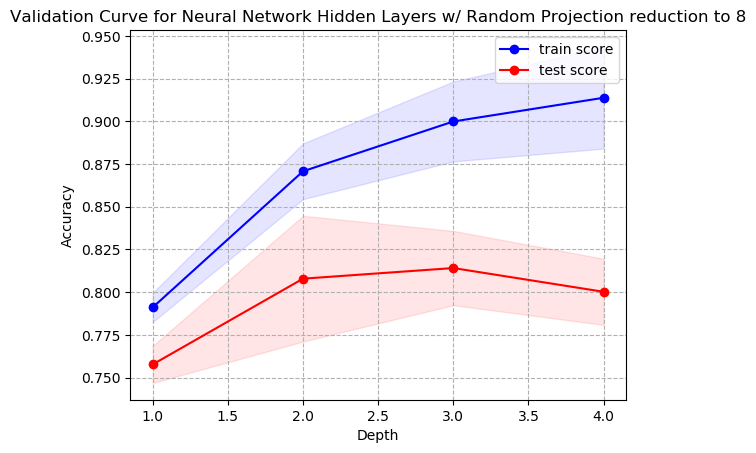 Validation Curve for Neural Network Hidden Layers w/ Random Projection reduction to 8
train score
test score
0.950
0.925
0.900
0.875
0.850
0.825
0.800
0.775
0.750
Accuracy
1.0 1.5 2.0 2.5 3.0 3.5 4.0
Depth